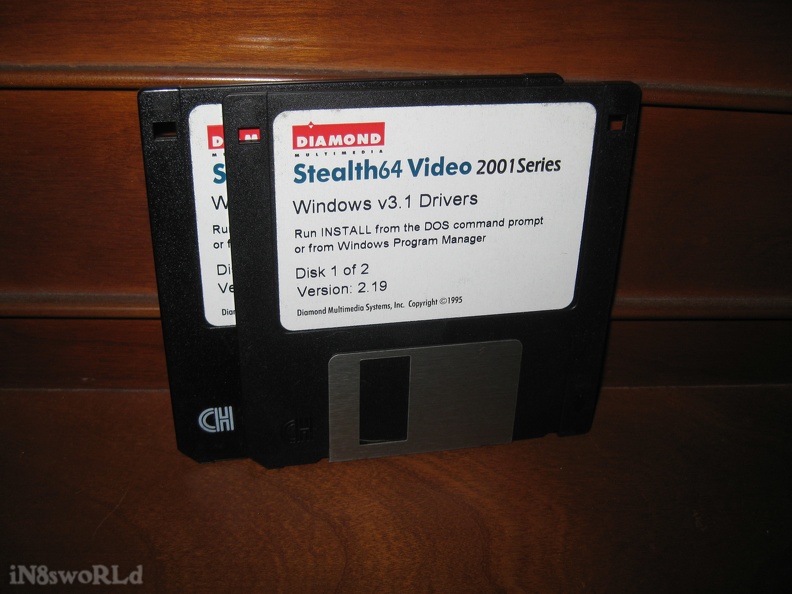 DIAMOND
MULTIMEDIA
Stealth64 Video 2001Series
Windows v3.1 Drivers
Run INSTALL from the DOS command prompt
or from Windows Program Manager
Disk 1 of 2
Version: 2.19
Diamond Multimedia Systems, Inc. Copyright ©1995
CH
iN8swoRLd